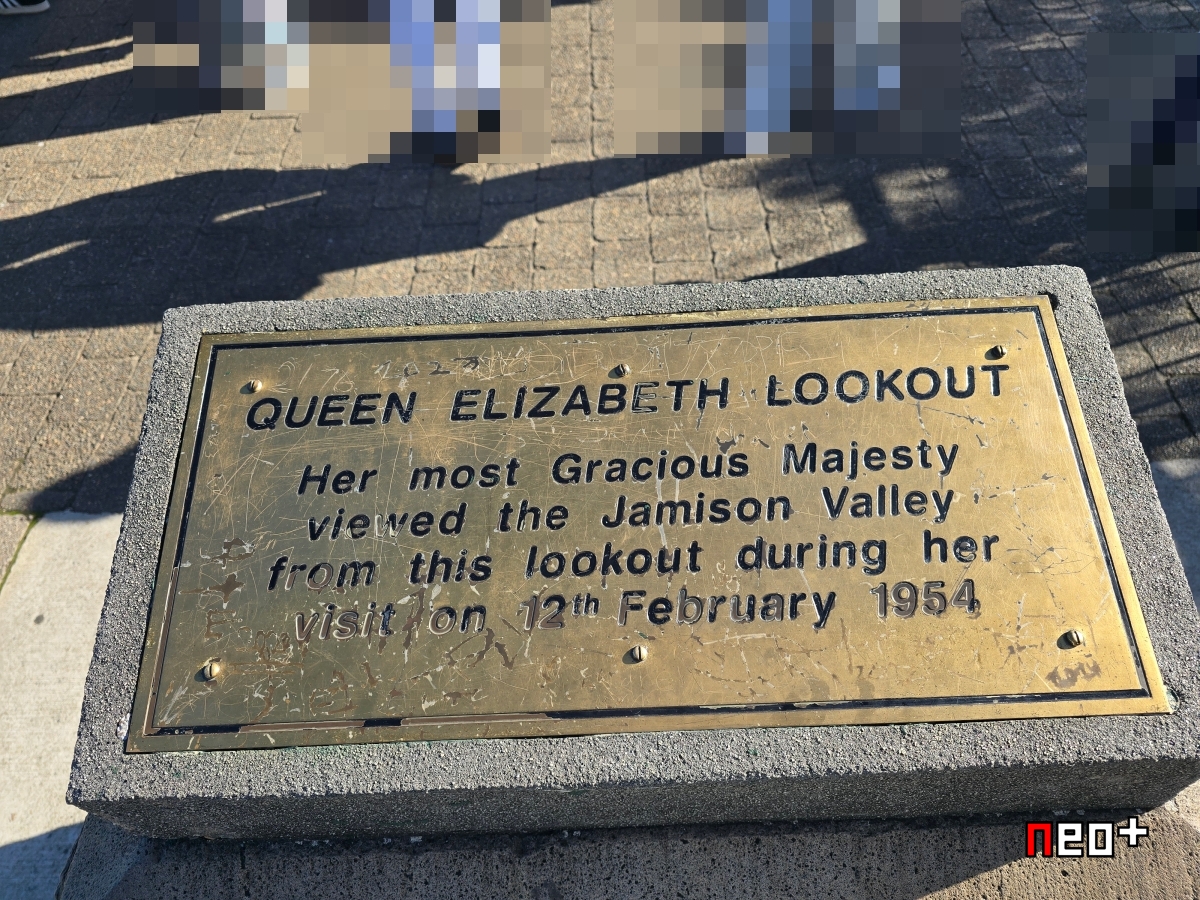 QUEEN ELIZABETH LOOKOUT
Her most Gracious Majesty
viewed the Jamison Valley
from this lookout during her
visit on 12th February 1954
neo+